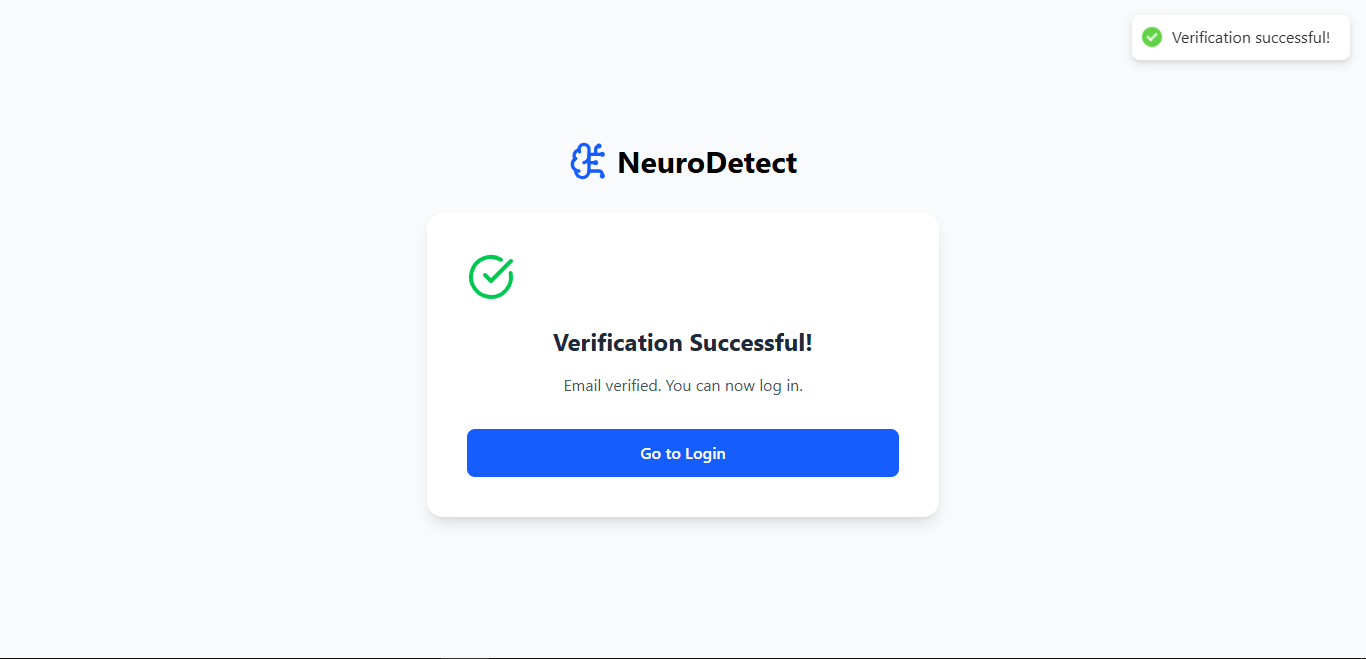 Verification successful!
NeuroDetect
Verification Successful!
Email verified. You can now log in.
Go to Login